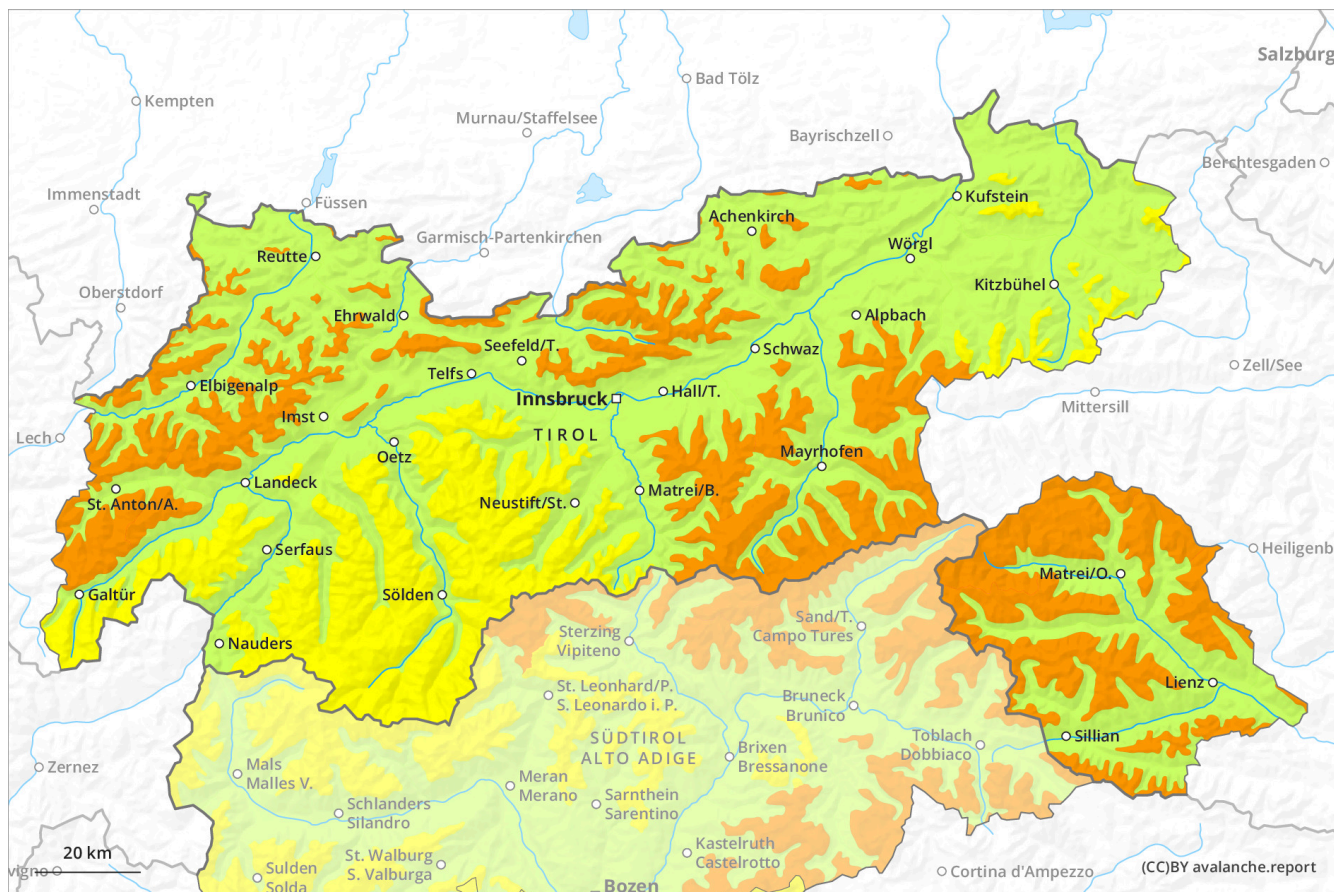 Salzburg
Bad Tölz
Kempten
Murnau/Staffelsee
Bayrischzell
Berchtesgaden
Immenstadt
Füssen
Kufstein
Achenkirch
Garmisch-Partenkirchen
Wörgl
Reutte
Kitzbühel
Oberstdorf
Ehrwald
Alpbach
Seefeld/T.
Schwaz
Zell/See
Telfs
Elbigenalp
Hall/T.
Innsbruck
Mittersill
Imst
Lech
TIROL
Oetz
Mayrhofen
Landeck
Matrei/B.
St. Anton/A.
Neustift/St.
Serfaus
Heiligenb
Matrei/O.
Galtür
Sölden
Sand/T.
Campo Tures
Sterzing
Vipiteno
Nauders
Lienz
St. Leonhard/P.
S. Leonardo i. P.
Bruneck
Brunico
Sillian
SÜDTIROL
ALTO ADIGE
Toblach
Dobbiaco
Brixen
Bressanone
Zernez
Mals
Malles V.
Meran
Merano
Sarnthein
Sarentino
Schlanders
Silandro
Kastelruth
Castelrotto
20 km
St. Walburg
S. Valburga
vigno
Cortina d'Ampezzo
(CC)BY avalanche.report
Sulden
Solda
Bozen